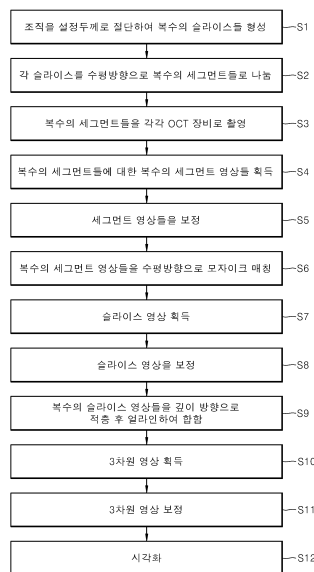 조직을 설정두께로 절단하여 복수의 슬라이스들 형성
S1
각 슬라이스를 수평방향으로 복수의 세그먼트들로 나눔
S2
복수의 세그먼트들을 각각 OCT 장비로 촬영
S3
복수의 세그먼트들에 대한 복수의 세그먼트 영상들 획득
S4
세그먼트 영상들을 보정
S5
복수의 세그먼트 영상들을 수평방향으로 모자이크 매칭
S6
슬라이스 영상 획득
S7
슬라이스 영상을 보정
S8
복수의 슬라이스 영상들을 깊이 방향으로
적층 후 얼라인하여 합함
S9
3차원 영상 획득
S10
3차원 영상 보정
S11
시각화
S12